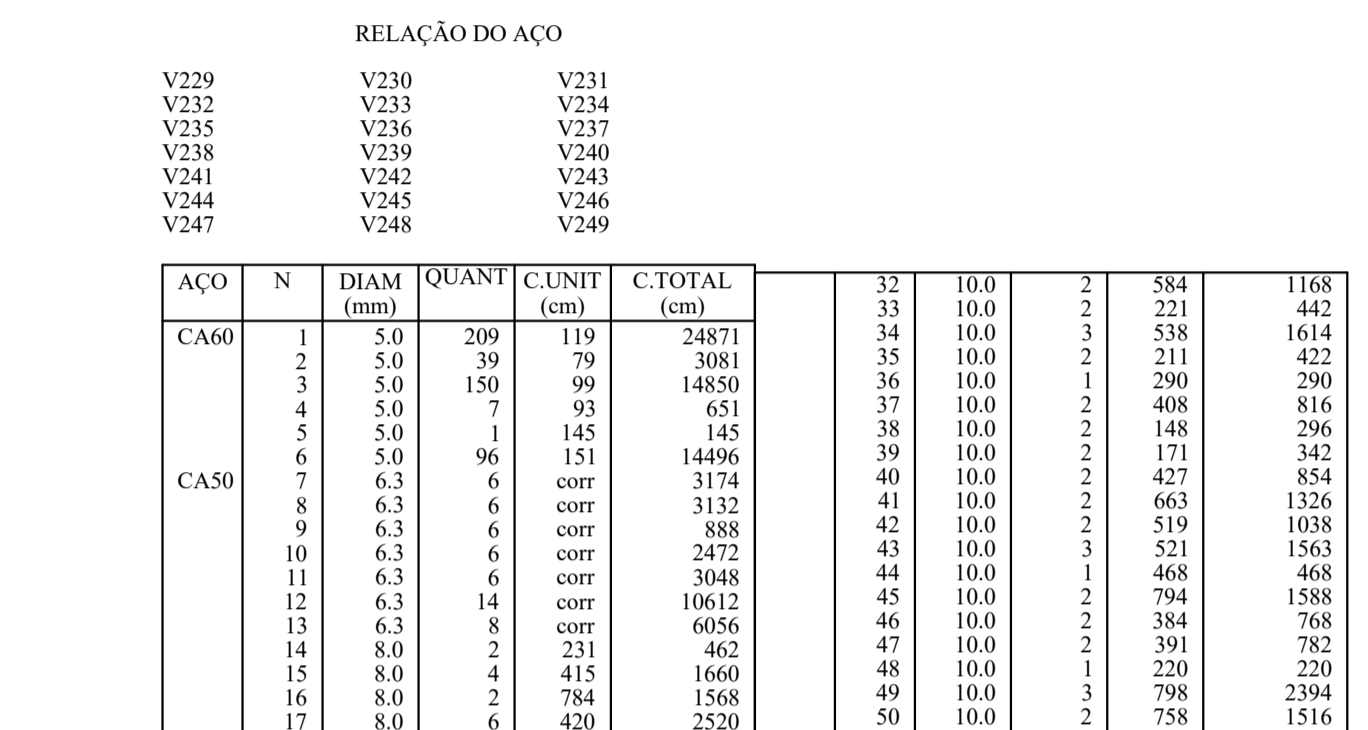 RELAÇÃO DO AÇO
V229 V230 V231
V232 V233 V234
V235 V236 V237
V238 V239 V240
V241 V242 V243
V244 V245 V246
V247 V248 V249
AÇO N DIAM QUANT C.UNIT C.TOTAL
(mm) (cm) (cm)
CA60 1 5.0 209 119 24871
2 5.0 39 79 3081
3 5.0 150 99 14850
4 5.0 7 93 651
5 5.0 1 145 145
6 5.0 96 151 14496
CA50 7 6.3 6 corr 3174
8 6.3 6 corr 3132
9 6.3 6 corr 888
10 6.3 6 corr 2472
11 6.3 6 corr 3048
12 6.3 14 corr 10612
13 6.3 8 corr 6056
14 8.0 2 231 462
15 8.0 4 415 1660
16 8.0 2 784 1568
17 8.0 6 420 2520
32 10.0 2 584 1168
33 10.0 2 221 442
34 10.0 3 538 1614
35 10.0 2 211 422
36 10.0 1 290 290
37 10.0 2 408 816
38 10.0 2 148 296
39 10.0 2 171 342
40 10.0 2 427 854
41 10.0 2 663 1326
42 10.0 2 519 1038
43 10.0 3 521 1563
44 10.0 1 468 468
45 10.0 2 794 1588
46 10.0 2 384 768
47 10.0 2 391 782
48 10.0 1 220 220
49 10.0 3 798 2394
50 10.0 2 758 1516